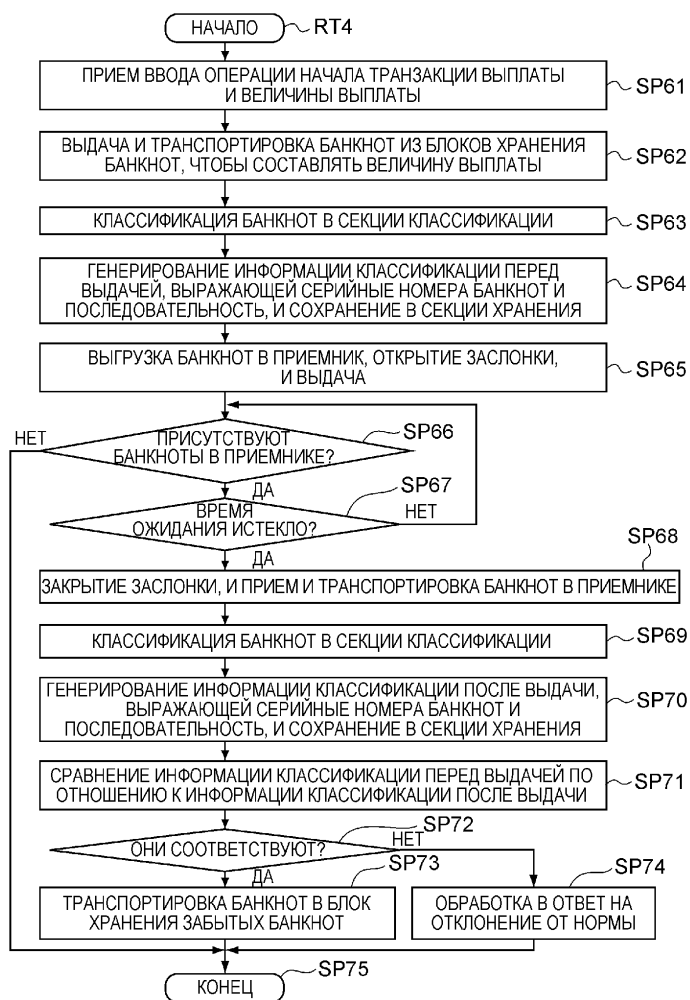 НАЧАЛО
RT4
ПРИЕМ ВВОДА ОПЕРАЦИИ НАЧАЛА ТРАНЗАКЦИИ ВЫПЛАТЫ
И ВЕЛИЧИНЫ ВЫПЛАТЫ
SP61
ВЫДАЧА И ТРАНСПОРТИРОВКА БАНКНОТ ИЗ БЛОКОВ ХРАНЕНИЯ
БАНКНОТ, ЧТОБЫ СОСТАВЛЯТЬ ВЕЛИЧИНУ ВЫПЛАТЫ
SP62
КЛАССИФИКАЦИЯ БАНКНОТ В СЕКЦИИ КЛАССИФИКАЦИИ
SP63
ГЕНЕРИРОВАНИЕ ИНФОРМАЦИИ КЛАССИФИКАЦИИ ПЕРЕД
ВЫДАЧЕЙ, ВЫРАЖАЮЩЕЙ СЕРИЙНЫЕ НОМЕРА БАНКНОТ И
ПОСЛЕДОВАТЕЛЬНОСТЬ, И СОХРАНЕНИЕ В СЕКЦИИ ХРАНЕНИЯ
SP64
ВЫГРУЗКА БАНКНОТ В ПРИЕМНИК, ОТКРЫТИЕ ЗАСЛОНКИ,
И ВЫДАЧА
SP65
НЕТ
ПРИСУТСТВУЮТ
БАНКНОТЫ В ПРИЕМНИКЕ?
SP66
ДА
ВРЕМЯ
ОЖИДАНИЯ ИСТЕКЛО?
SP67
НЕТ
ДА
SP68
ЗАКРЫТИЕ ЗАСЛОНКИ, И ПРИЕМ И ТРАНСПОРТИРОВКА БАНКНОТ В ПРИЕМНИКЕ
КЛАССИФИКАЦИЯ БАНКНОТ В СЕКЦИИ КЛАССИФИКАЦИИ
SP69
ГЕНЕРИРОВАНИЕ ИНФОРМАЦИИ КЛАССИФИКАЦИИ ПОСЛЕ ВЫДАЧИ,
ВЫРАЖАЮЩЕЙ СЕРИЙНЫЕ НОМЕРА БАНКНОТ И
ПОСЛЕДОВАТЕЛЬНОСТЬ, И СОХРАНЕНИЕ В СЕКЦИИ ХРАНЕНИЯ
SP70
СРАВНЕНИЕ ИНФОРМАЦИИ КЛАССИФИКАЦИИ ПЕРЕД ВЫДАЧЕЙ ПО
ОТНОШЕНИЮ К ИНФОРМАЦИИ КЛАССИФИКАЦИИ ПОСЛЕ ВЫДАЧИ
SP71
ОНИ СООТВЕТСТВУЮТ?
SP72
НЕТ
ДА
SP73
ТРАНСПОРТИРОВКА БАНКНОТ В БЛОК
ХРАНЕНИЯ ЗАБЫТЫХ БАНКНОТ
SP74
ОБРАБОТКА В ОТВЕТ НА
ОТКЛОНЕНИЕ ОТ НОРМЫ
КОНЕЦ
SP75